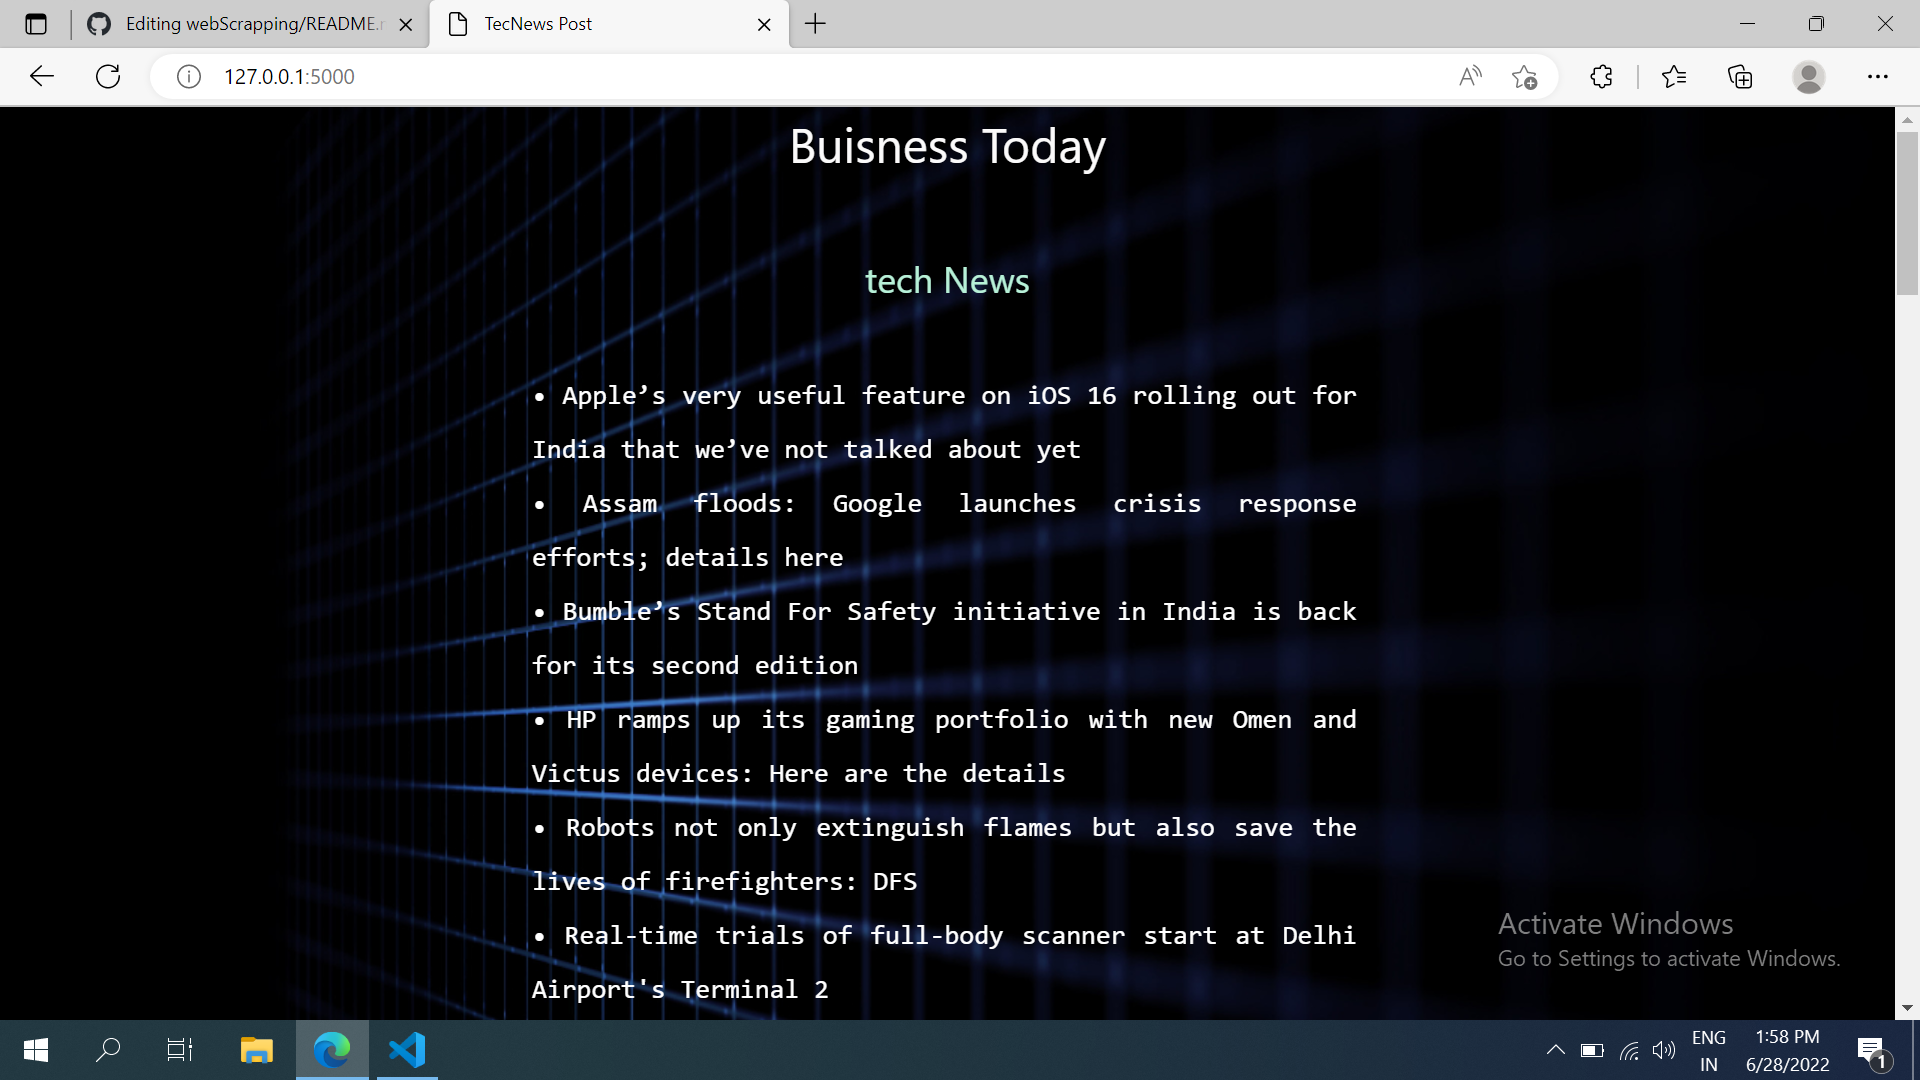 Editing webScrapping/README.r
TecNews Post
127.0.0.1:5000
Buisness Today
tech News
• Apple’s very useful feature on iOS 16 rolling out for
India that we’ve not talked about yet
• Assam floods: Google launches crisis response
efforts; details here
• Bumble’s Stand For Safety initiative in India is back
for its second edition
• HP ramps up its gaming portfolio with new Omen and
Victus devices: Here are the details
• Robots not only extinguish flames but also save the
lives of firefighters: DFS
• Real-time trials of full-body scanner start at Delhi
Airport's Terminal 2
Activate Windows
Go to Settings to activate Windows.
ENG
IN
1:58 PM
6/28/2022
1